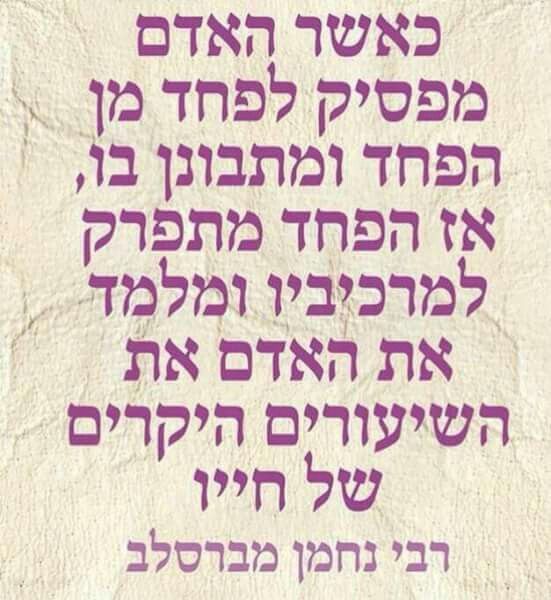 כאשר האדם
מפסיק לפחד מן
הפחד ומתבונן בו,
אז הפחד מתפרק
למרכיביו ומלמד
את האדם את
השיעורים היקרים
של חייו
רבי נחמן מברסלב